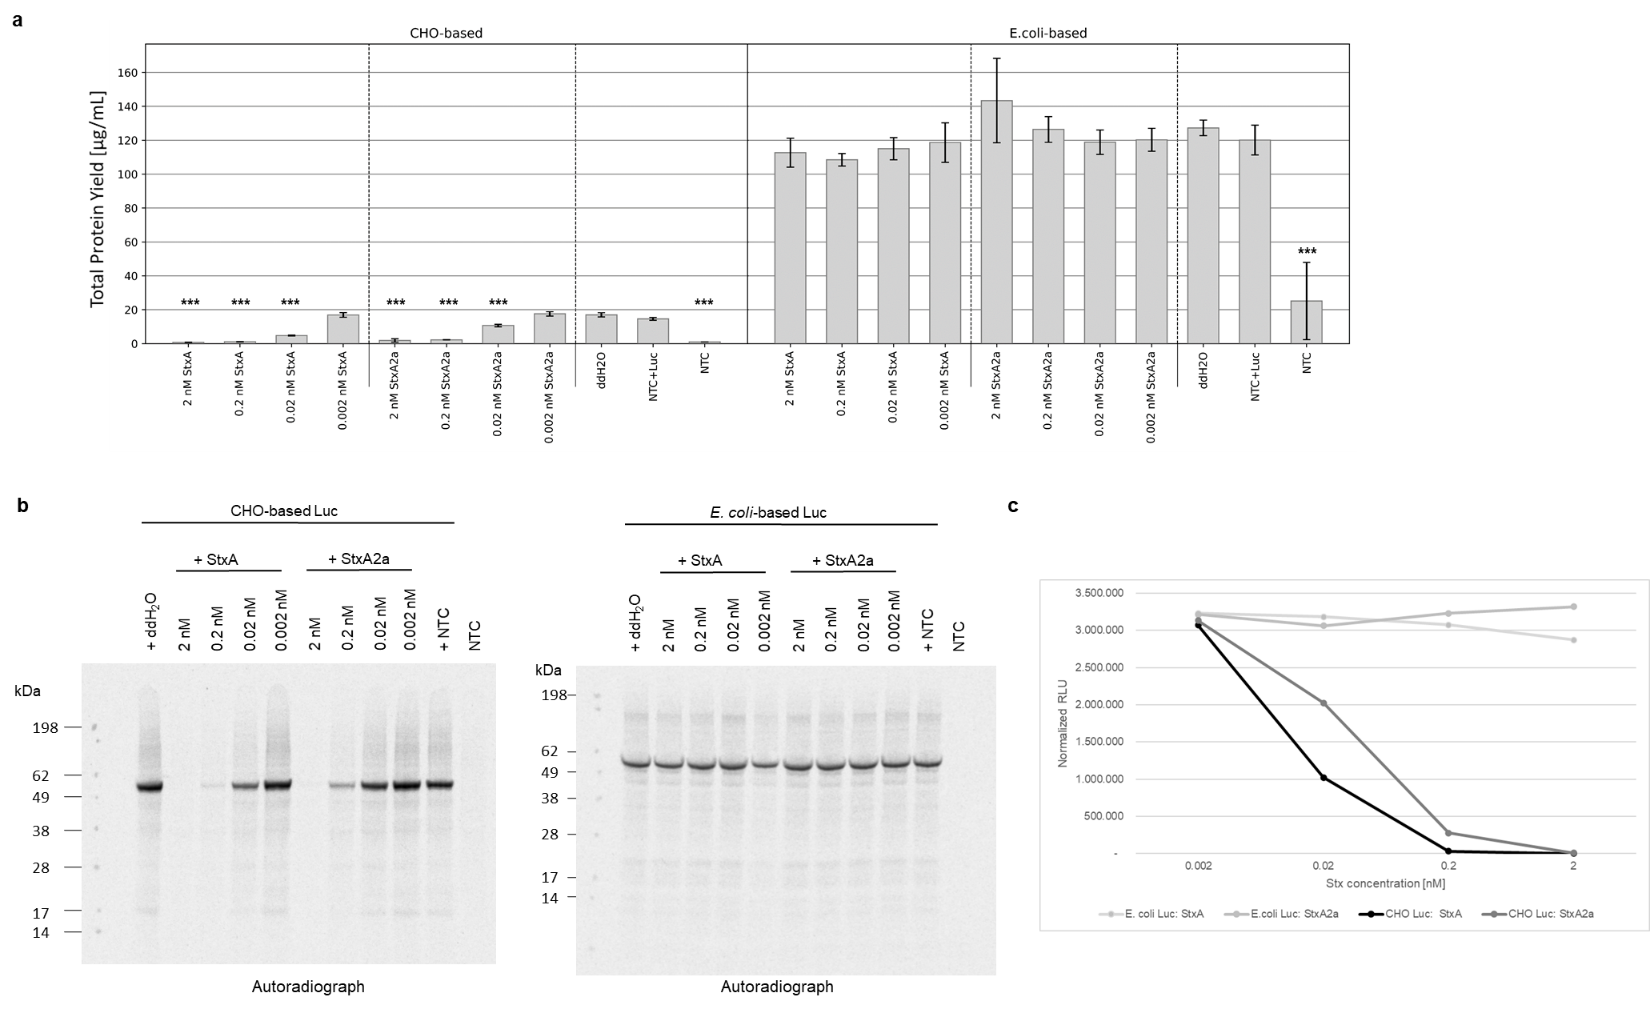 a
CHO-based
E.coli-based
Total Protein Yield [µg/mL]
160
140
120
100
80
60
40
20
0
*** *** *** *** *** *** *** ***
2 nM StxA
0.2 nM StxA
0.02 nM StxA
0.002 nM StxA
2 nM StxA2a
0.2 nM StxA2a
0.02 nM StxA2a
0.002 nM StxA2a
ddH2O
NTC+Luc
NTC
2 nM StxA
0.2 nM StxA
0.02 nM StxA
0.002 nM StxA
2 nM StxA2a
0.2 nM StxA2a
0.02 nM StxA2a
0.002 nM StxA2a
ddH2O
NTC+Luc
NTC
b
CHO-based Luc
+ StxA
+ StxA2a
+ ddH₂O
2 nM
0.2 nM
0.02 nM
0.002 nM
2 nM
0.2 nM
0.02 nM
0.002 nM
+ NTC
NTC
kDa
198
62
49
38
28
17
14
Autoradiograph
E. coli-based Luc
+ StxA
+ StxA2a
+ ddH₂O
2 nM
0.2 nM
0.02 nM
0.002 nM
2 nM
0.2 nM
0.02 nM
0.002 nM
+ NTC
NTC
kDa
198
62
49
38
28
17
14
Autoradiograph
c
Normalized RLU
3.500.000
3.000.000
2.500.000
2.000.000
1.500.000
1.000.000
500.000
-
0.002 0.02 0.2 2
Stx concentration [nM]
E. coli Luc: StxA E.coli Luc: StxA2a CHO Luc: StxA CHO Luc: StxA2a